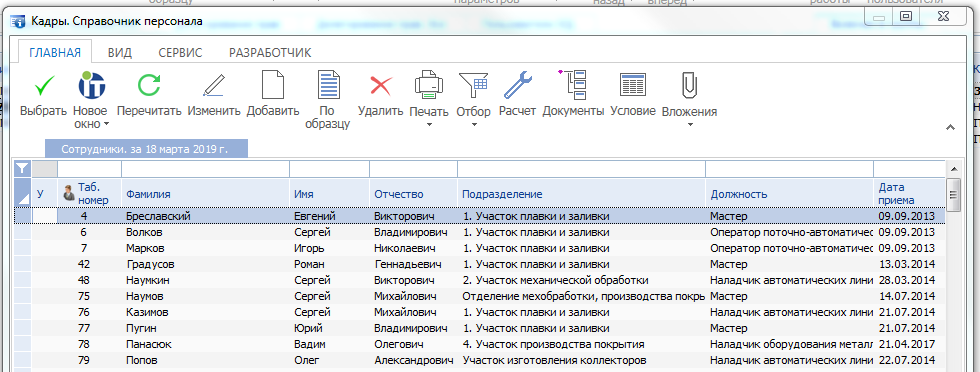 Кадры. Справочник персонала
ГЛАВНАЯ ВИД СЕРВИС РАЗРАБОТЧИК
Выбрать Новое окно Перечитать Изменить Добавить По образцу Удалить Печать Отбор Расчет Документы Условие Вложения
Сотрудники. за 18 марта 2019 г.
У Таб. номер Фамилия Имя Отчество Подразделение Должность Дата приема
4 Бреславский Евгений Викторович 1. Участок плавки и заливки Мастер 09.09.2013
6 Волков Сергей Владимирович 1. Участок плавки и заливки Оператор поточно-автоматичес 09.09.2013
7 Марков Игорь Николаевич 1. Участок плавки и заливки Оператор поточно-автоматичес 09.09.2013
42 Градусов Роман Геннадьевич 1. Участок плавки и заливки Мастер 13.03.2014
48 Наумкин Сергей Викторович 2. Участок механической обработки Наладчик автоматических лини 28.03.2014
75 Наумов Сергей Михайлович Отделение мехобработки, производства покры Мастер 14.07.2014
76 Казимов Сергей Михайлович 1. Участок плавки и заливки Наладчик автоматических лини 21.07.2014
77 Пугин Юрий Владимирович 1. Участок плавки и заливки Мастер 21.07.2014
78 Панасюк Вадим Олегович 4. Участок производства покрытия Наладчик оборудования металл 21.04.2017
79 Попов Олег Александрович Участок изготовления коллекторов Наладчик автоматических лини 22.07.2014